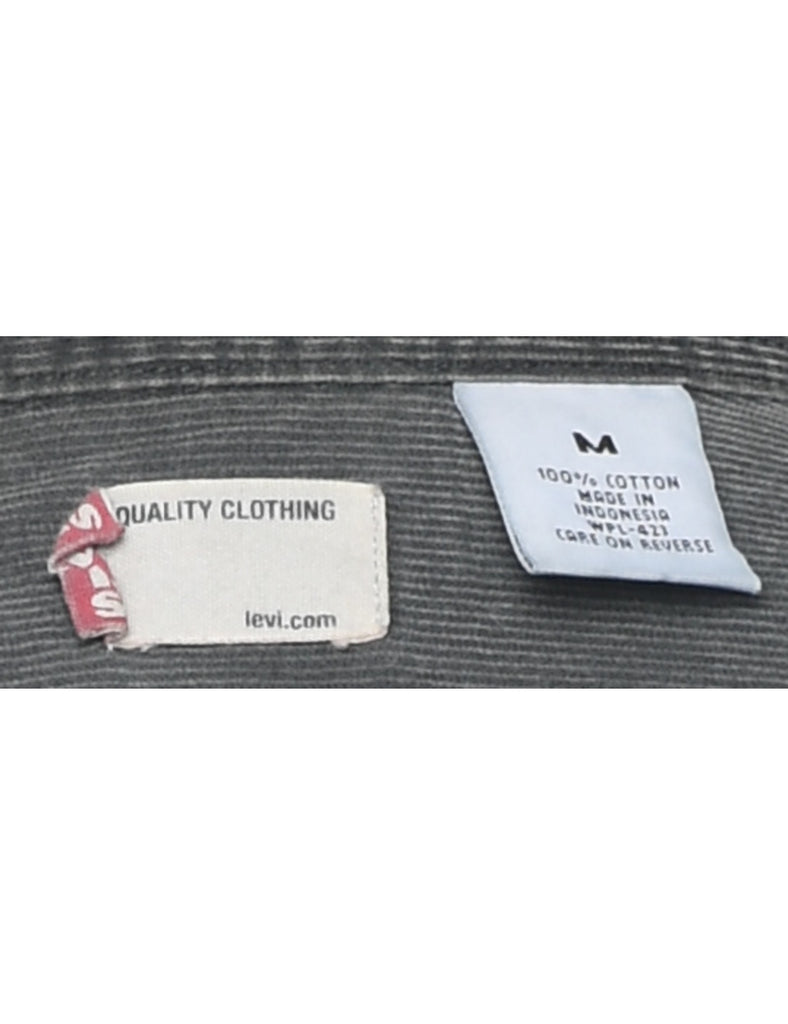 QUALITY CLOTHING
levi.com
M
100% COTTON
MADE IN
INDONESIA
WPL-423
CARE ON REVERSE